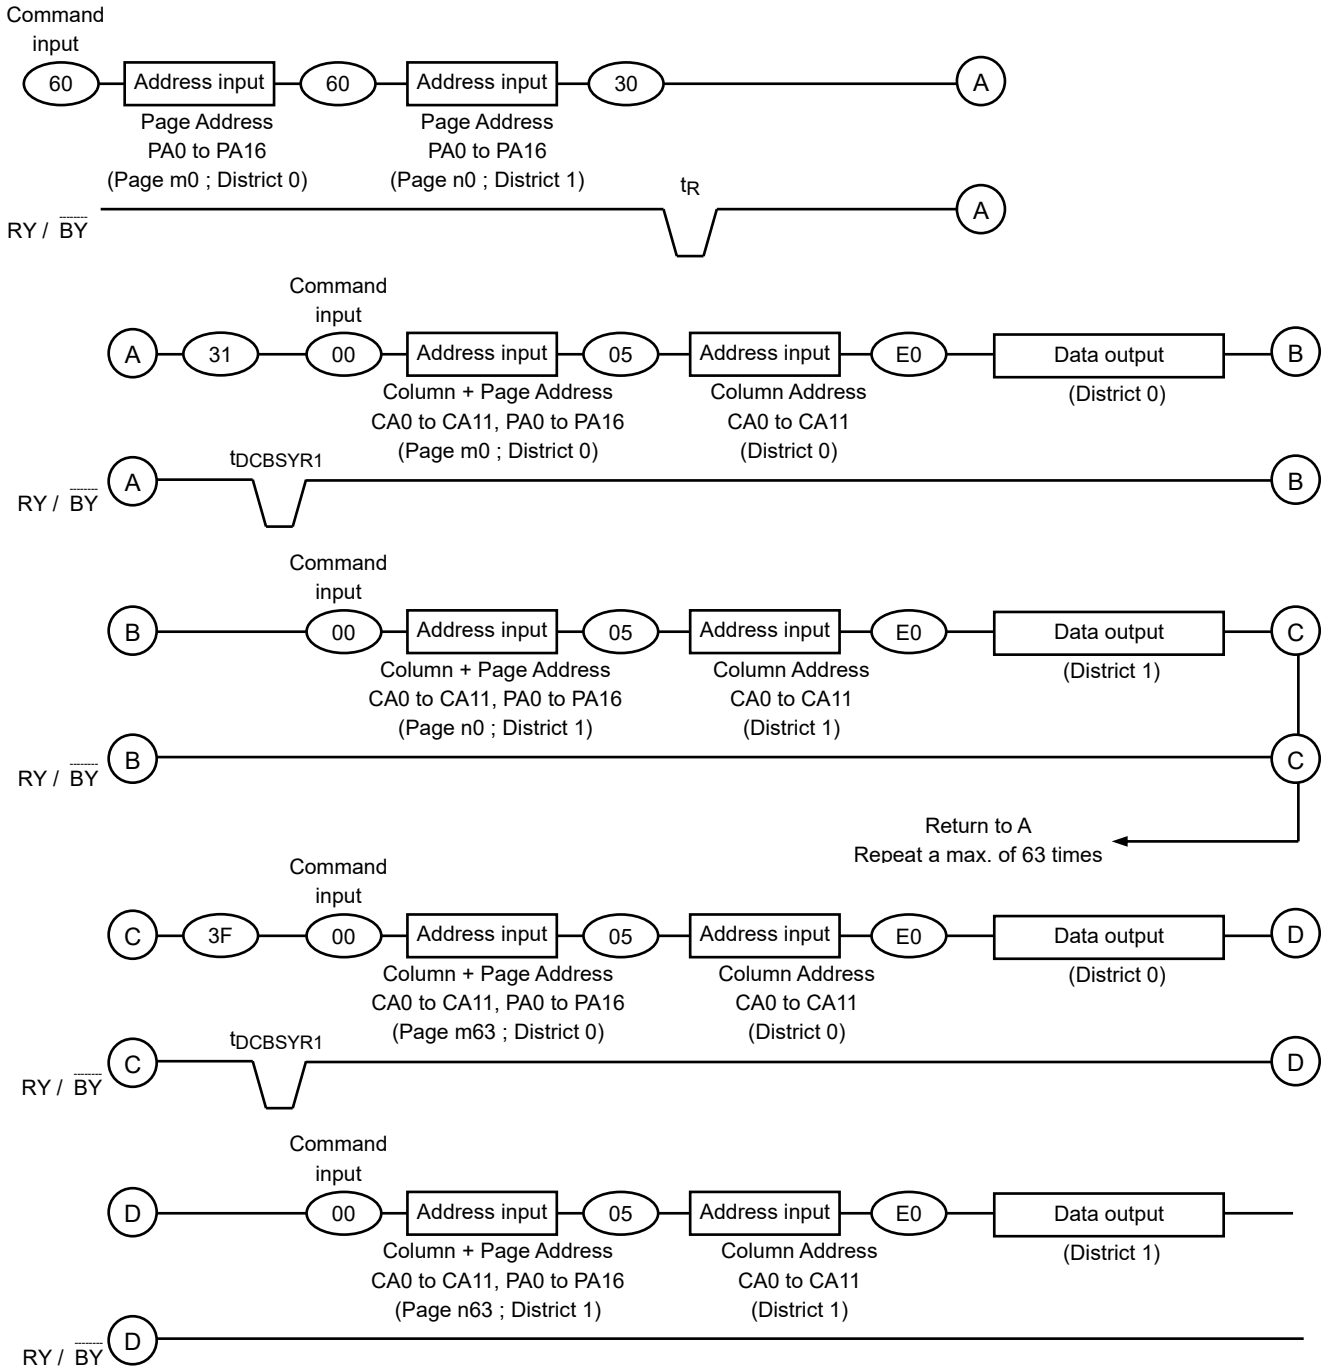 Command
input
60 Address input 60 Address input 30 A
Page Address Page Address
PA0 to PA16 PA0 to PA16
(Page m0 ; District 0) (Page n0 ; District 1)
tR
RY / BY A
Command
input
A 31 00 Address input 05 Address input E0 Data output B
Column + Page Address Column Address (District 0)
CA0 to CA11, PA0 to PA16 CA0 to CA11
(Page m0 ; District 0) (District 0)
tDCBSYR1
RY / BY A B
Command
input
B 00 Address input 05 Address input E0 Data output C
Column + Page Address Column Address (District 1)
CA0 to CA11, PA0 to PA16 CA0 to CA11
(Page n0 ; District 1) (District 1)
RY / BY B C
Return to A
Repeat a max. of 63 times
Command
input
C 3F 00 Address input 05 Address input E0 Data output D
Column + Page Address Column Address (District 0)
CA0 to CA11, PA0 to PA16 CA0 to CA11
(Page m63 ; District 0) (District 0)
tDCBSYR1
RY / BY C D
Command
input
D 00 Address input 05 Address input E0 Data output
Column + Page Address Column Address (District 1)
CA0 to CA11, PA0 to PA16 CA0 to CA11
(Page n63 ; District 1) (District 1)
RY / BY D